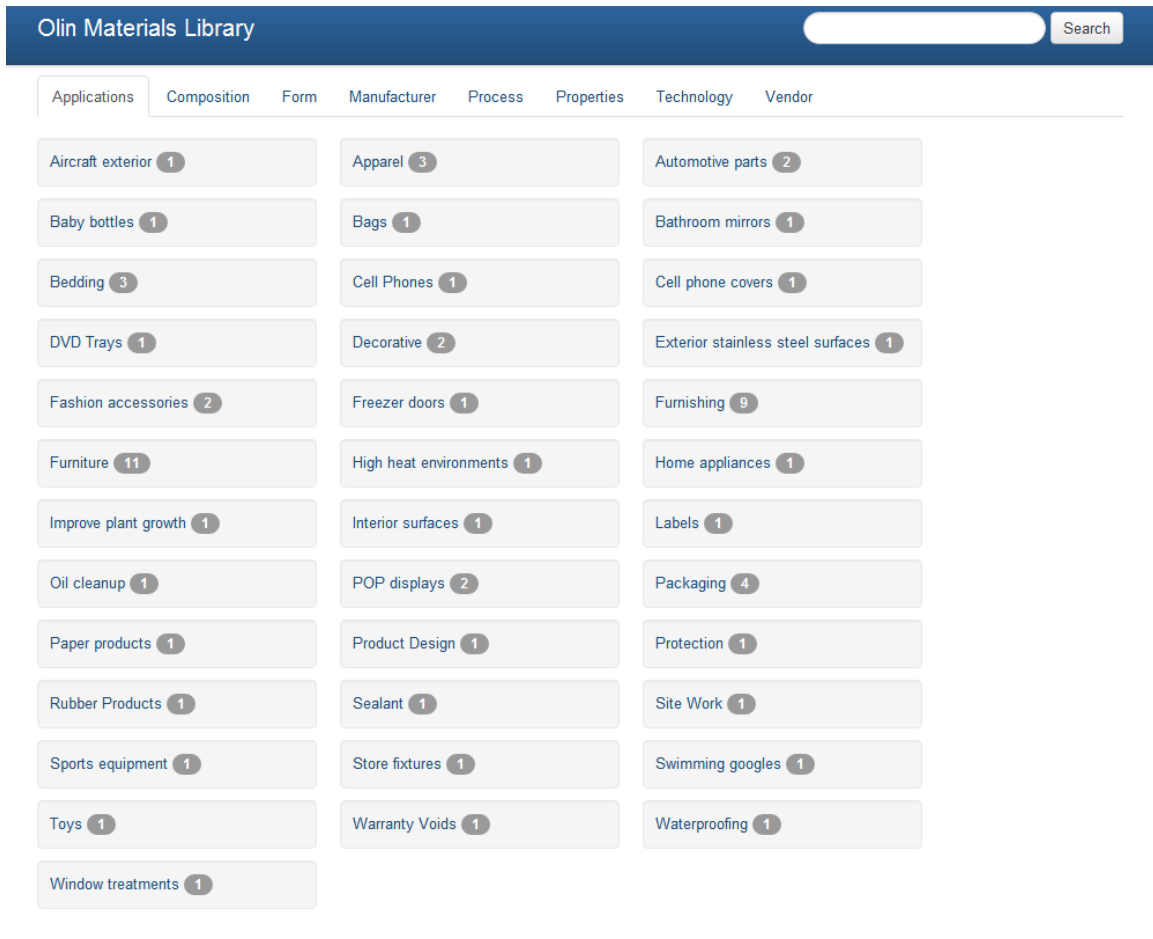 Olin Materials Library Search
Applications Composition Form Manufacturer Process Properties Technology Vendor
Aircraft exterior 1 Apparel 3 Automotive parts 2
Baby bottles 1 Bags 1 Bathroom mirrors 1
Bedding 3 Cell Phones 1 Cell phone covers 1
DVD Trays 1 Decorative 2 Exterior stainless steel surfaces 1
Fashion accessories 2 Freezer doors 1 Furnishing 9
Furniture 11 High heat environments 1 Home appliances 1
Improve plant growth 1 Interior surfaces 1 Labels 1
Oil cleanup 1 POP displays 2 Packaging 4
Paper products 1 Product Design 1 Protection 1
Rubber Products 1 Sealant 1 Site Work 1
Sports equipment 1 Store fixtures 1 Swimming googles 1
Toys 1 Warranty Voids 1 Waterproofing 1
Window treatments 1